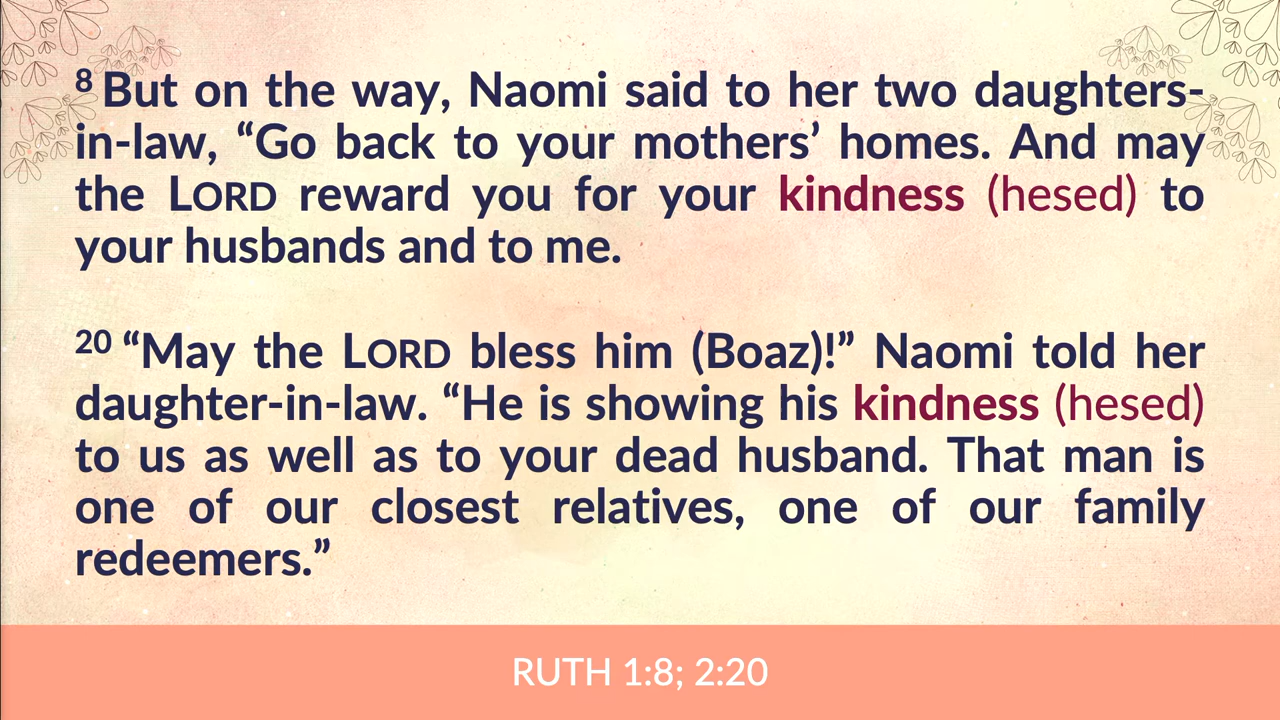 8 But on the way, Naomi said to her two daughters-
in-law, “Go back to your mothers’ homes. And may
the LORD reward you for your kindness (hesed) to
your husbands and to me.
20 “May the LORD bless him (Boaz)!” Naomi told her
daughter-in-law. “He is showing his kindness (hesed)
to us as well as to your dead husband. That man is
one of our closest relatives, one of our family
redeemers.”
RUTH 1:8; 2:20